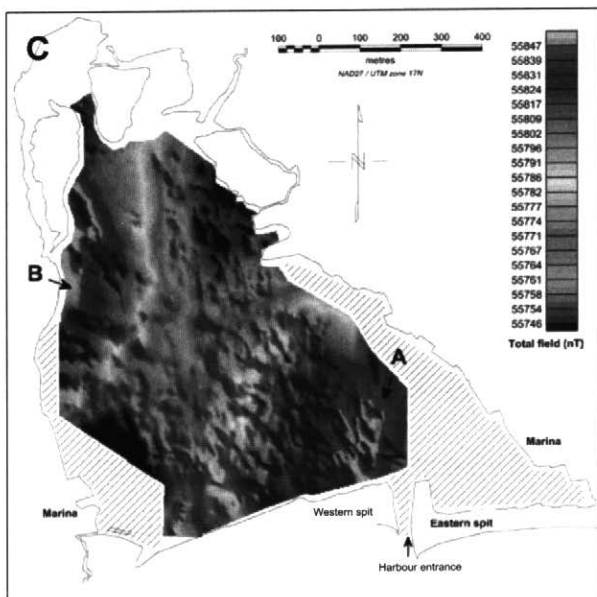 C
100 0 100 200 300 400
metres
NAD27 / UTM zone 17N
N
55847
55839
55831
55824
55817
55809
55802
55796
55791
55786
55782
55777
55774
55771
55767
55764
55761
55758
55754
55746
Total field (nT)
B
A
Marina
Marina
Western spit
Eastern spit
Harbour entrance